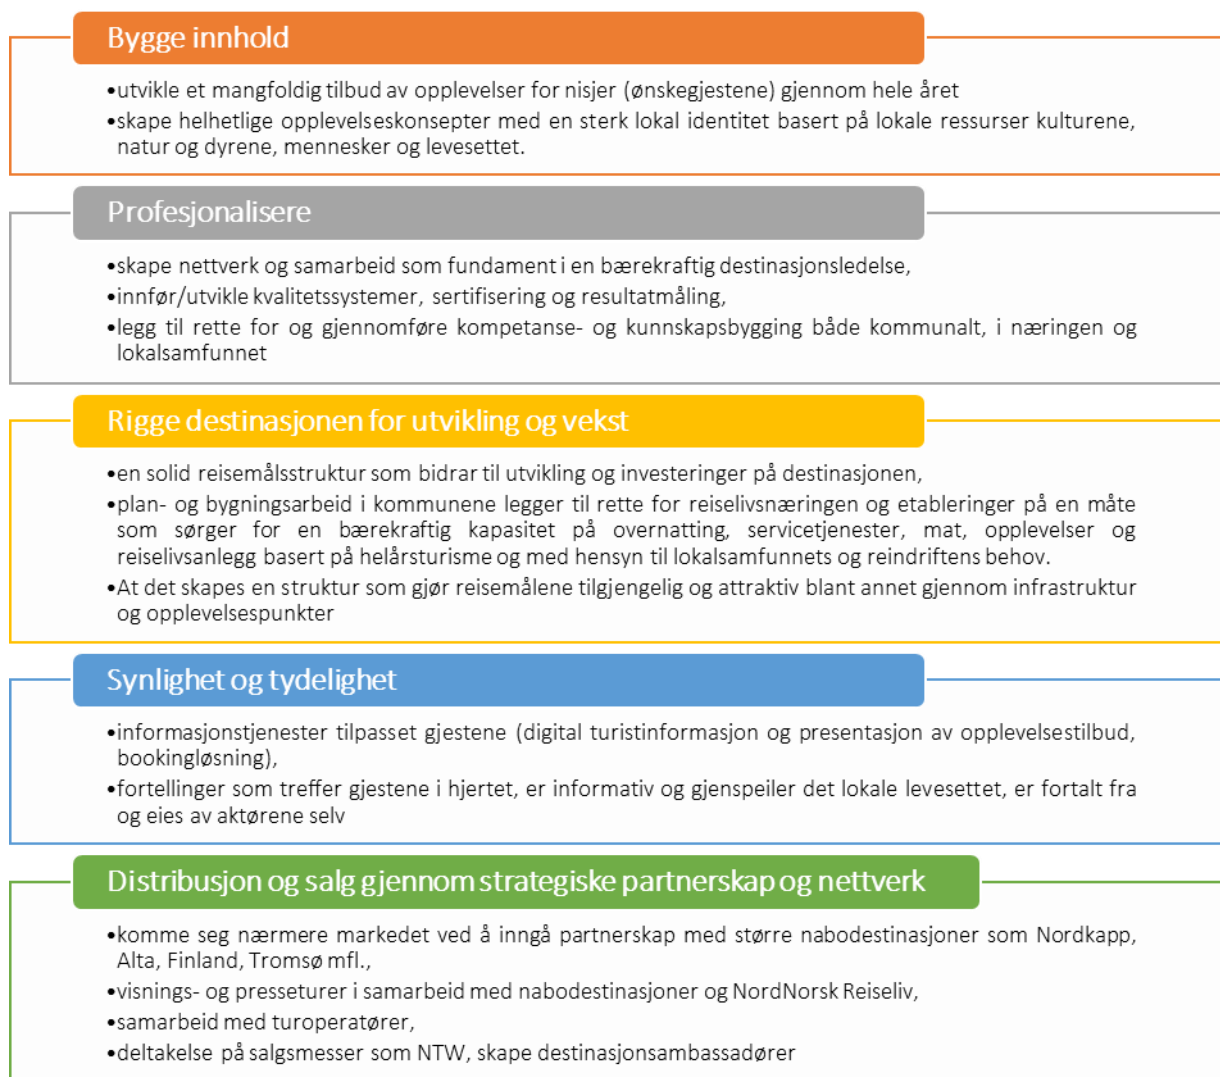 Bygge innhold
•utvikle et mangfoldig tilbud av opplevelser for nisjer (ønskegjestene) gjennom hele året
•skape helhetlige opplevelseskonsepter med en sterk lokal identitet basert på lokale ressurser kulturene,
natur og dyrene, mennesker og levesettet.
Profesjonalisere
•skape nettverk og samarbeid som fundament i en bærekraftig destinasjonsledelse,
•innfør/utvikle kvalitetssystemer, sertifisering og resultatmåling,
•legg til rette for og gjennomføre kompetanse- og kunnskapsbygging både kommunalt, i næringen og
lokalsamfunnet
Rigge destinasjonen for utvikling og vekst
•en solid reisemålsstruktur som bidrar til utvikling og investeringer på destinasjonen,
•plan- og bygningsarbeid i kommunene legger til rette for reiselivsnæringen og etableringer på en måte
som sørger for en bærekraftig kapasitet på overnatting, servicetjenester, mat, opplevelser og
reiselivsanlegg basert på helårsturisme og med hensyn til lokalsamfunnets og reindriftens behov.
•At det skapes en struktur som gjør reisemålene tilgjengelig og attraktiv blant annet gjennom infrastruktur
og opplevelsespunkter
Synlighet og tydelighet
•informasjonstjenester tilpasset gjestene (digital turistinformasjon og presentasjon av opplevelsestilbud,
bookingløsning),
•fortellinger som treffer gjestene i hjertet, er informativ og gjenspeiler det lokale levesettet, er fortalt fra
og eies av aktørene selv
Distribusjon og salg gjennom strategiske partnerskap og nettverk
•komme seg nærmere markedet ved å inngå partnerskap med større nabodestinasjoner som Nordkapp,
Alta, Finland, Tromsø mfl.,
•visnings- og presseturer i samarbeid med nabodestinasjoner og NordNorsk Reiseliv,
•samarbeid med turoperatører,
•deltakelse på salgsmesser som NTW, skape destinasjonsambassadører